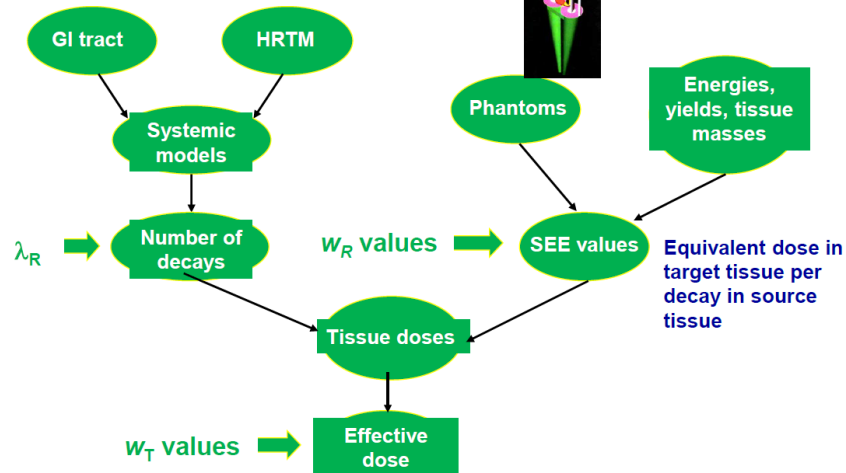 GI tract
HRTM
Phantoms
Energies,
yields, tissue
masses
Systemic
models
λR
Number of
decays
wR values
SEE values
Equivalent dose in
target tissue per
decay in source
tissue
Tissue doses
wT values
Effective
dose